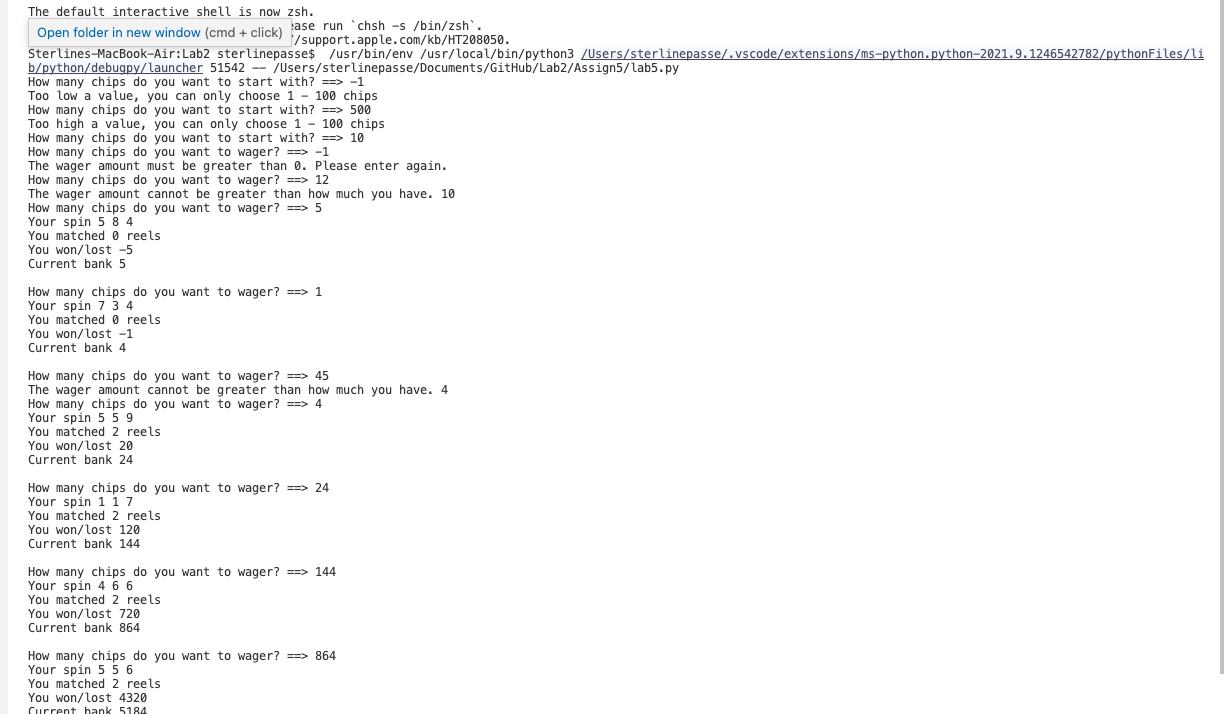 The default interactive shell is now zsh.
ease run `chsh -s /bin/zsh`.
Open folder in new window (cmd + click)
/support.apple.com/kb/HT208050.
Sterlines-MacBook-Air:Lab2 sterlinepasse$  /usr/bin/env /usr/local/bin/python3 /Users/sterlinepasse/.vscode/extensions/ms-python.python-2021.9.1246542782/pythonFiles/li
b/python/debugpy/launcher 51542 -- /Users/sterlinepasse/Documents/GitHub/Lab2/Assign5/lab5.py
How many chips do you want to start with? ==> -1
Too low a value, you can only choose 1 - 100 chips
How many chips do you want to start with? ==> 500
Too high a value, you can only choose 1 - 100 chips
How many chips do you want to start with? ==> 10
How many chips do you want to wager? ==> -1
The wager amount must be greater than 0. Please enter again.
How many chips do you want to wager? ==> 12
The wager amount cannot be greater than how much you have. 10
How many chips do you want to wager? ==> 5
Your spin 5 8 4
You matched 0 reels
You won/lost -5
Current bank 5
How many chips do you want to wager? ==> 1
Your spin 7 3 4
You matched 0 reels
You won/lost -1
Current bank 4
How many chips do you want to wager? ==> 45
The wager amount cannot be greater than how much you have. 4
How many chips do you want to wager? ==> 4
Your spin 5 5 9
You matched 2 reels
You won/lost 20
Current bank 24
How many chips do you want to wager? ==> 24
Your spin 1 1 7
You matched 2 reels
You won/lost 120
Current bank 144
How many chips do you want to wager? ==> 144
Your spin 4 6 6
You matched 2 reels
You won/lost 720
Current bank 864
How many chips do you want to wager? ==> 864
Your spin 5 5 6
You matched 2 reels
You won/lost 4320
Current bank 5184